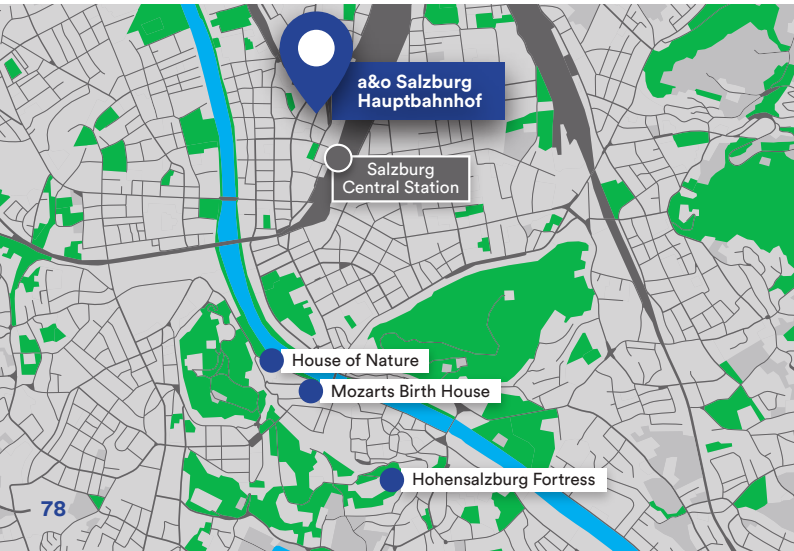 a&o Salzburg
Hauptbahnhof
Salzburg
Central Station
House of Nature
Mozarts Birth House
Hohensalzburg Fortress
78